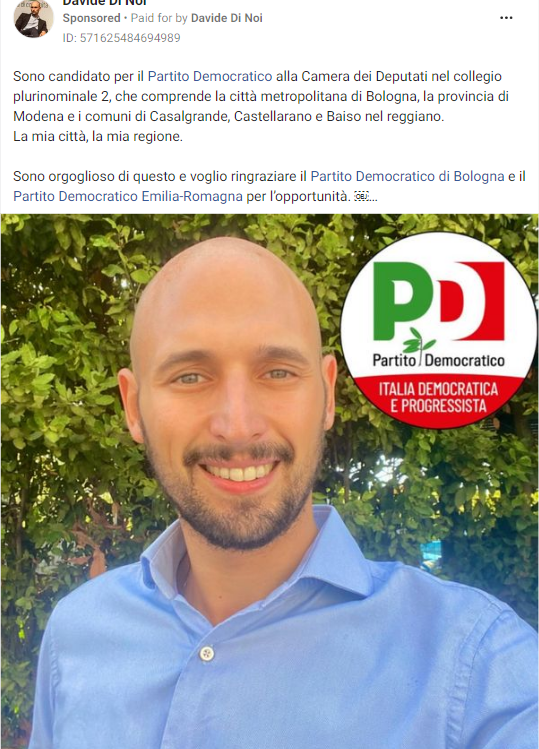 Davide Di Noi
Sponsored • Paid for by Davide Di Noi
ID: 571625484694989
Sono candidato per il Partito Democratico alla Camera dei Deputati nel collegio
plurinominale 2, che comprende la città metropolitana di Bologna, la provincia di
Modena e i comuni di Casalgrande, Castellarano e Baiso nel reggiano.
La mia città, la mia regione.
Sono orgoglioso di questo e voglio ringraziare il Partito Democratico di Bologna e il
Partito Democratico Emilia-Romagna per l'opportunità. ￼...
PD
Partito Democratico
ITALIA DEMOCRATICA
E PROGRESSISTA